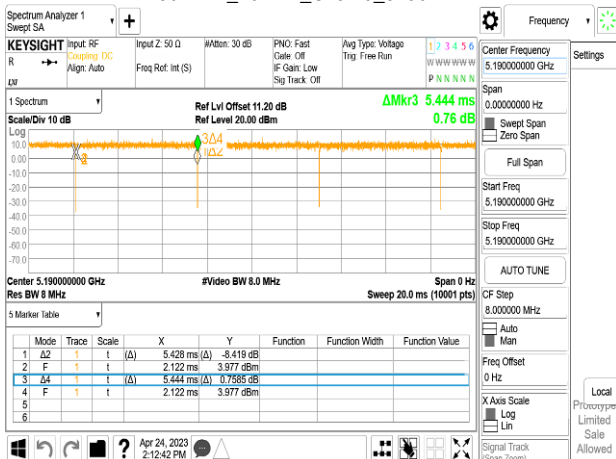 Spectrum Analyzer 1
Swept SA
Frequency
KEYSIGHT
R
Input: RF
Coupling: DC
Align: Auto
Input Z: 50 Ω
Freq Ref: Int (S)
#Atten: 30 dB
PNO: Fast
Gate: Off
IF Gain: Low
Sig Track: Off
Avg Type: Voltage
Trig: Free Run
1 2 3 4 5 6
W W W W W W
P N N N N N
Center Frequency
5.190000000 GHz
Settings
Span
0.00000000 Hz
Swept Span
Zero Span
Full Span
Start Freq
5.190000000 GHz
Stop Freq
5.190000000 GHz
AUTO TUNE
CF Step
8.000000 MHz
Auto
Man
Freq Offset
0 Hz
X Axis Scale
Log
Lin
Signal Track
(Span Zoom)
Local
Prototype
Limited
Sale
Allowed
1 Spectrum
Scale/Div 10 dB
Ref Lvl Offset 11.20 dB
Ref Level 20.00 dBm
ΔMkr3 5.444 ms
0.76 dB
Log
10.0
0.00
-10.0
-20.0
-30.0
-40.0
-50.0
-60.0
-70.0
3Δ4
1Δ2
Center 5.190000000 GHz
Res BW 8 MHz
#Video BW 8.0 MHz
Span 0 Hz
Sweep 20.0 ms (10001 pts)
5 Marker Table
Mode Trace Scale X Y Function Function Width Function Value
1 Δ2 1 t (Δ) 5.428 ms (Δ) -8.419 dB
2 F 1 t 2.122 ms 3.977 dBm
3 Δ4 1 t (Δ) 5.444 ms (Δ) 0.7585 dB
4 F 1 t 2.122 ms 3.977 dBm
5
6
Apr 24, 2023
2:12:42 PM